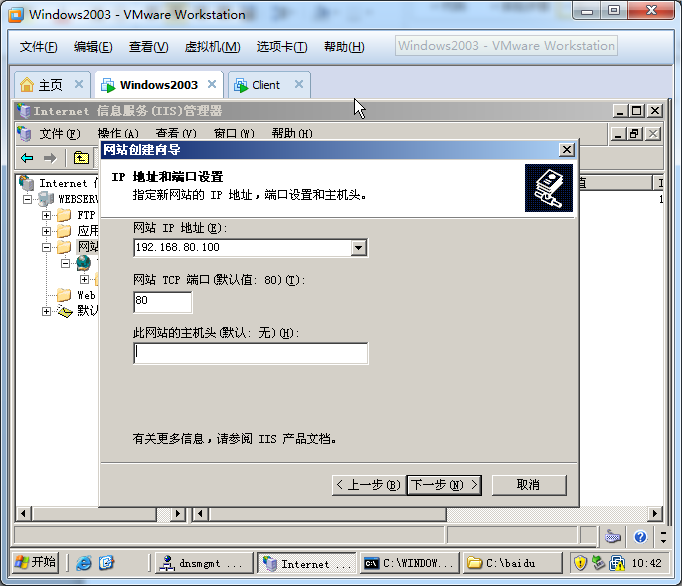 Windows2003 - VMware Workstation
文件(F) 编辑(E) 查看(V) 虚拟机(M) 选项卡(T) 帮助(H) Windows2003 - VMware Workstation
主页 Windows2003 Client
Internet 信息服务(IIS)管理器
文件(F) 操作(A) 查看(V) 窗口(W) 帮助(H)
网站创建向导
IP 地址和端口设置
指定新网站的 IP 地址，端口设置和主机头。
Internet
WEBSERV
FTP
应用
网站
Web
默认
值
1
网站 IP 地址(E):
192.168.80.100
网站 TCP 端口(默认值: 80)(T):
80
此网站的主机头(默认: 无)(H):
有关更多信息，请参阅 IIS 产品文档。
< 上一步(B) 下一步(N) > 取消
开始 dnsmgmt ... Internet ... C:\WINDOW... C:\baidu 10:42